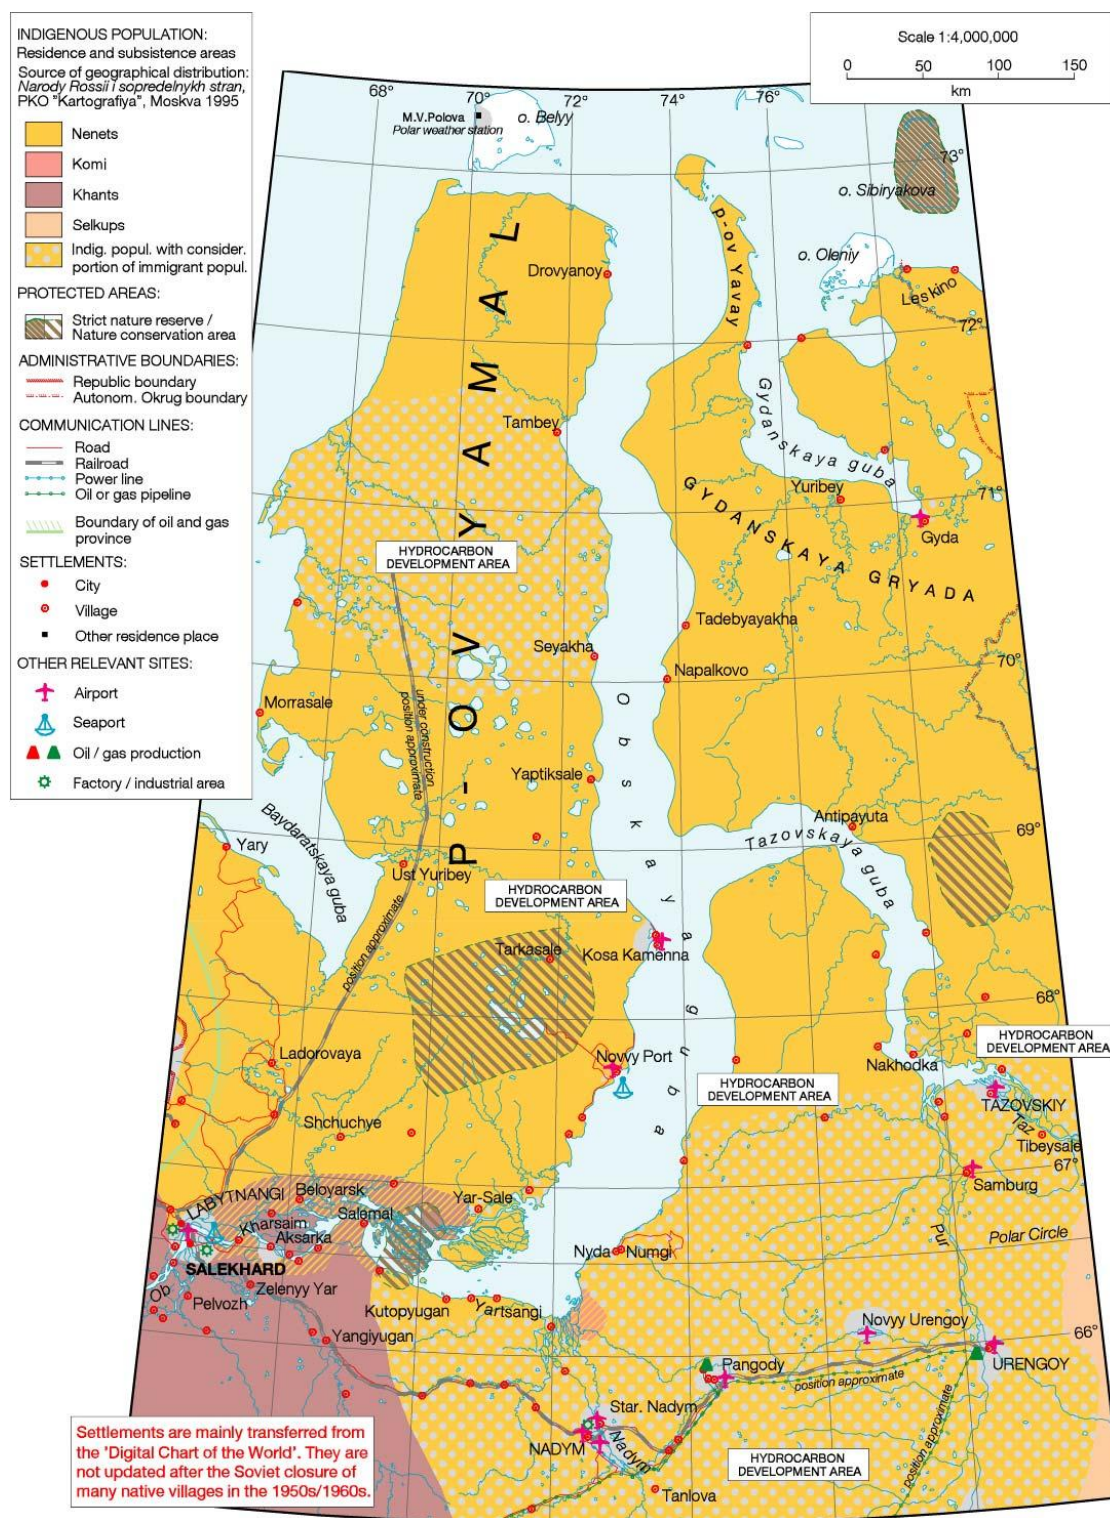 INDIGENOUS POPULATION:
Residence and subsistence areas
Source of geographical distribution:
Narody Rossii I sopredelnykh stran,
PKO "Kartografiya", Moskva 1995
Nenets
Komi
Khants
Selkups
Indig. popul. with consider.
portion of immigrant popul.
PROTECTED AREAS:
Strict nature reserve /
Nature conservation area
ADMINISTRATIVE BOUNDARIES:
Republic boundary
Autonom. Okrug boundary
COMMUNICATION LINES:
Road
Railroad
Power line
Oil or gas pipeline
Boundary of oil and gas
province
SETTLEMENTS:
City
Village
Other residence place
OTHER RELEVANT SITES:
Airport
Seaport
Oil / gas production
Factory / industrial area
Scale 1:4,000,000
0 50 100 150
km
68° 70° 72° 74° 76°
M.V.Polova
Polar weather station
o. Belyy
73°
o. Sibiryakova
p-ov Yavay
o. Oleniy
Drovyanoy
Leskino
72°
P-OV YAMAL
Tambey
Gydanskaya guba
Yuribey
71°
Gyda
GYDANSKAYA GRYADA
HYDROCARBON
DEVELOPMENT AREA
Tadebyayakha
Seyakha
Napalkovo
70°
Morrasale
under construction
position approximate
Obskaya guba
Yaptiksale
Antipayuta
Tazovskaya guba
69°
Baydaratskaya guba
Yary
Ust Yuribey
position approximate
HYDROCARBON
DEVELOPMENT AREA
Tarkasale
Kosa Kamenna
68°
HYDROCARBON
DEVELOPMENT AREA
Ladorovaya
Novvy Port
Nakhodka
HYDROCARBON
DEVELOPMENT AREA
TAZOVSKIY
Taz
Shchuchye
Tibeysale
67°
Samburg
LABYTNANGI
Beloyarsk
Yar-Sale
Salemal
Kharsaim
Aksarka
Pur
Polar Circle
Nyda
Numgi
SALEKHARD
Ob
Zelenyy Yar
Pelvozh
Kutopyugan
Yartsangi
Yangiyugan
Novyy Urengoy
66°
URENGOY
Pangody
position approximate
Star. Nadym
NADYM
Nadym
position approximate
HYDROCARBON
DEVELOPMENT AREA
Tanlova
Settlements are mainly transferred from
the 'Digital Chart of the World'. They are
not updated after the Soviet closure of
many native villages in the 1950s/1960s.